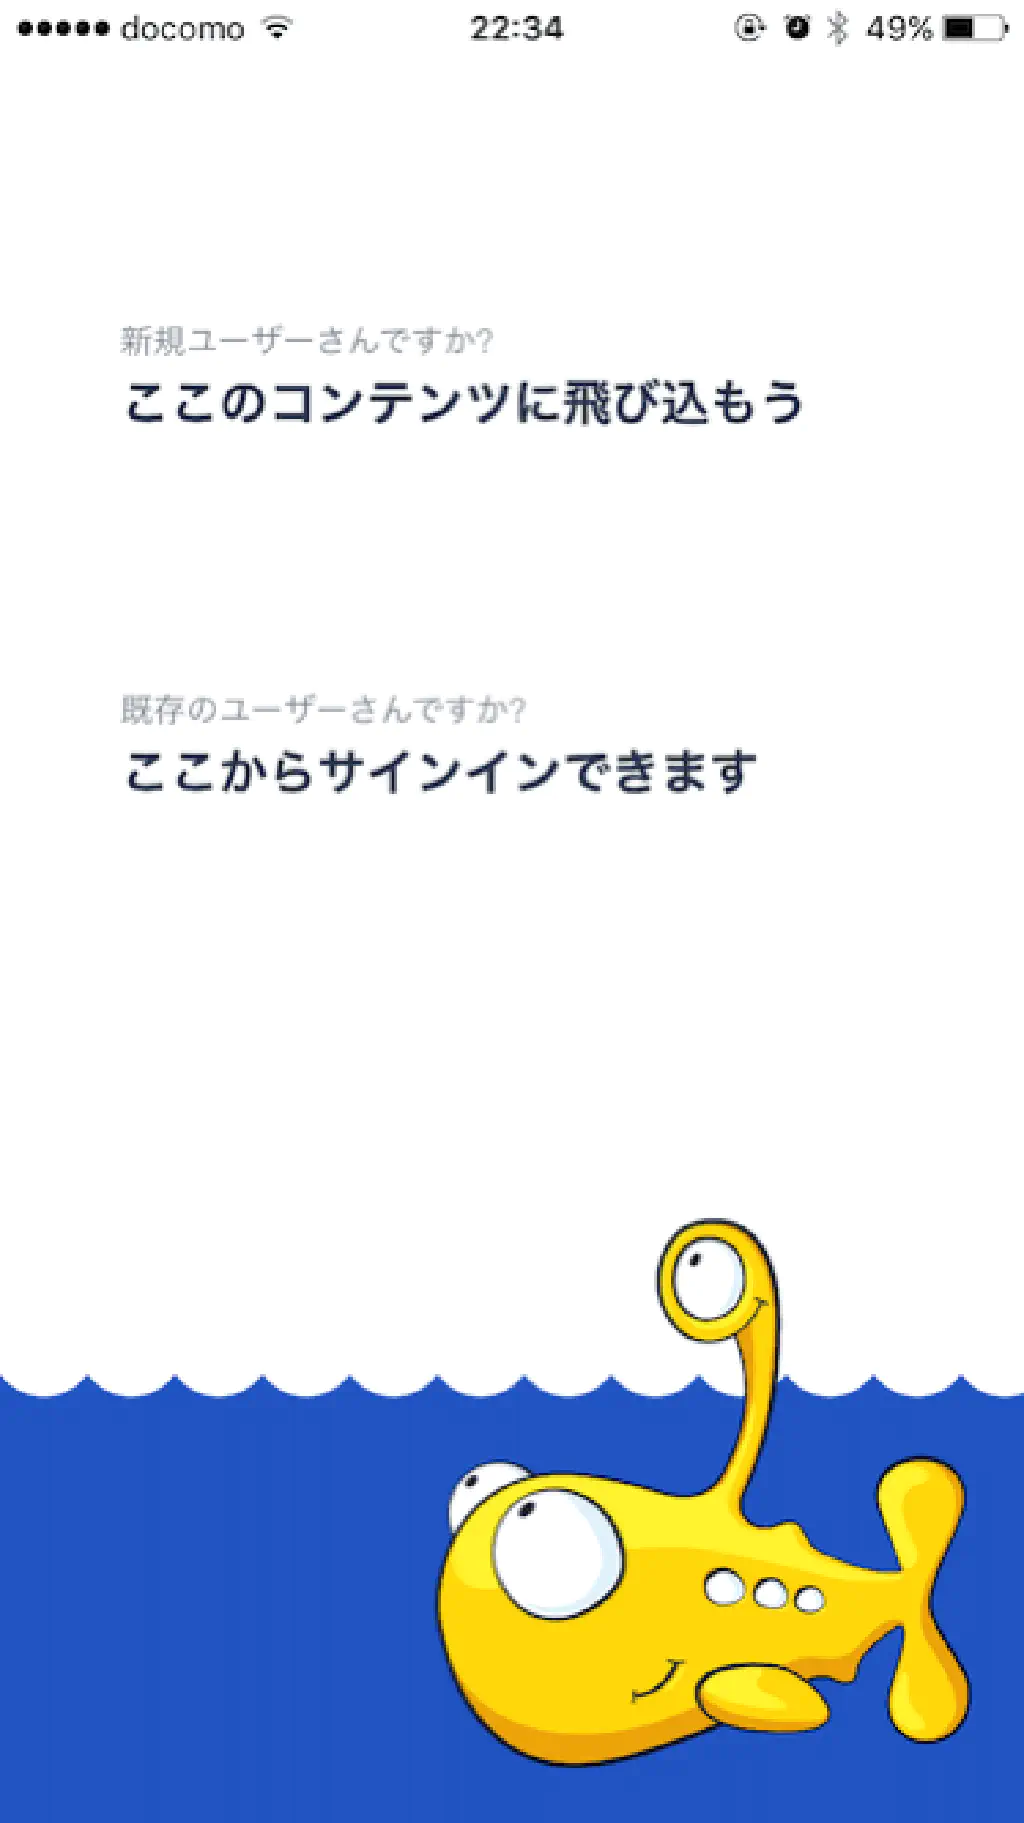 docomo 22:34 49%
新規ユーザーさんですか?
ここのコンテンツに飛び込もう
既存のユーザーさんですか?
ここからサインインできます